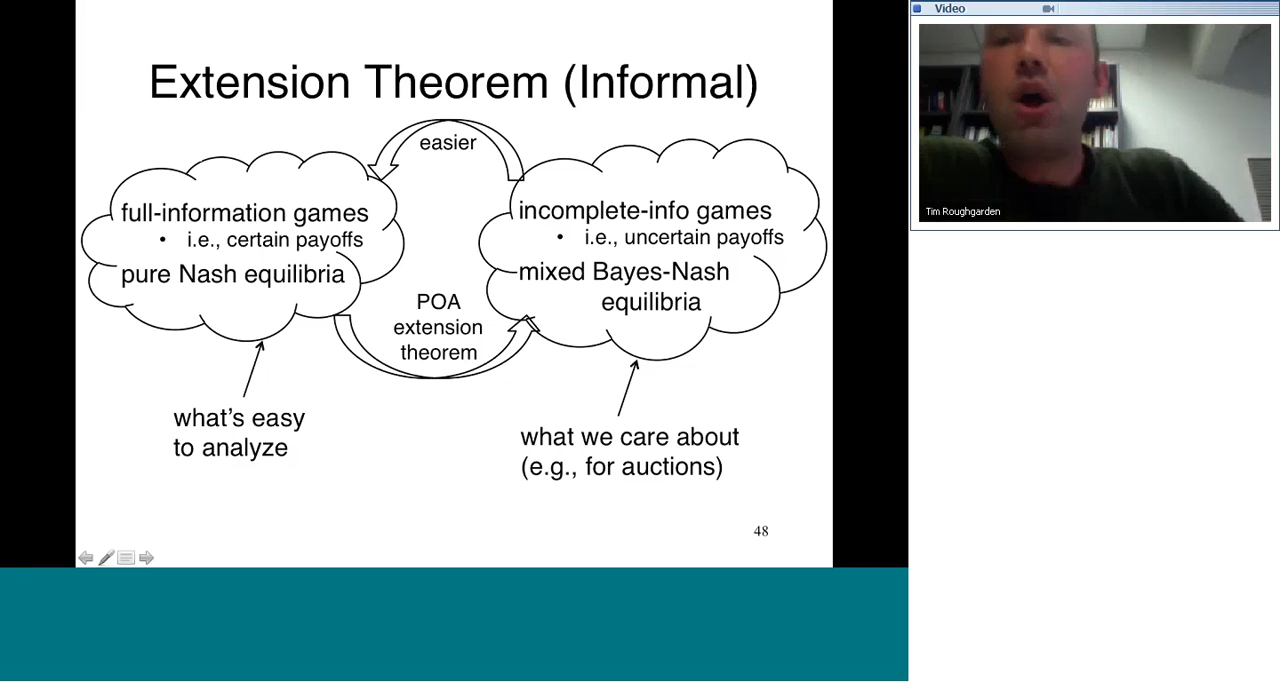 Extension Theorem (Informal)
easier
full-information games
• i.e., certain payoffs
pure Nash equilibria
incomplete-info games
• i.e., uncertain payoffs
mixed Bayes-Nash
equilibria
POA
extension
theorem
what's easy
to analyze
what we care about
(e.g., for auctions)
48
Video
Tim Roughgarden